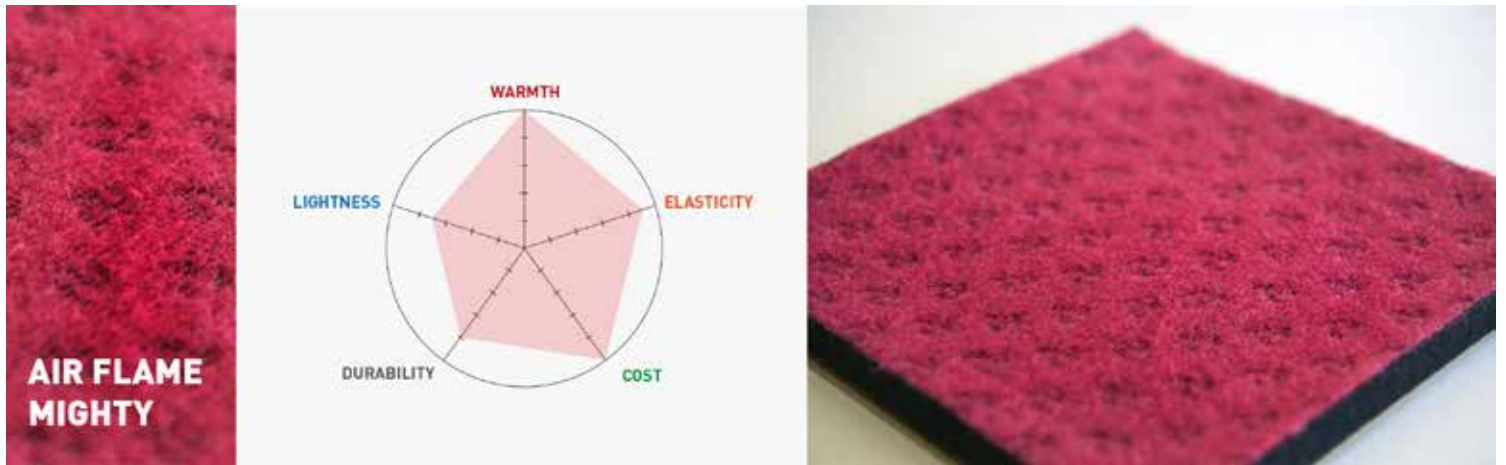 AIR FLAME
MIGHTY
WARMTH
LIGHTNESS
ELASTICITY
DURABILITY
COST